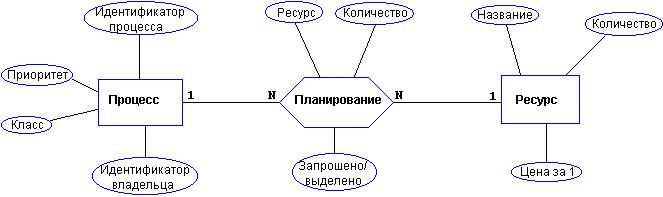 Идентификатор
процесса
Ресурс
Количество
Название
Количество
Приоритет
Процесс
1
N
Планирование
N
1
Ресурс
Класс
Идентификатор
владельца
Запрошено/
выделено
Цена за 1